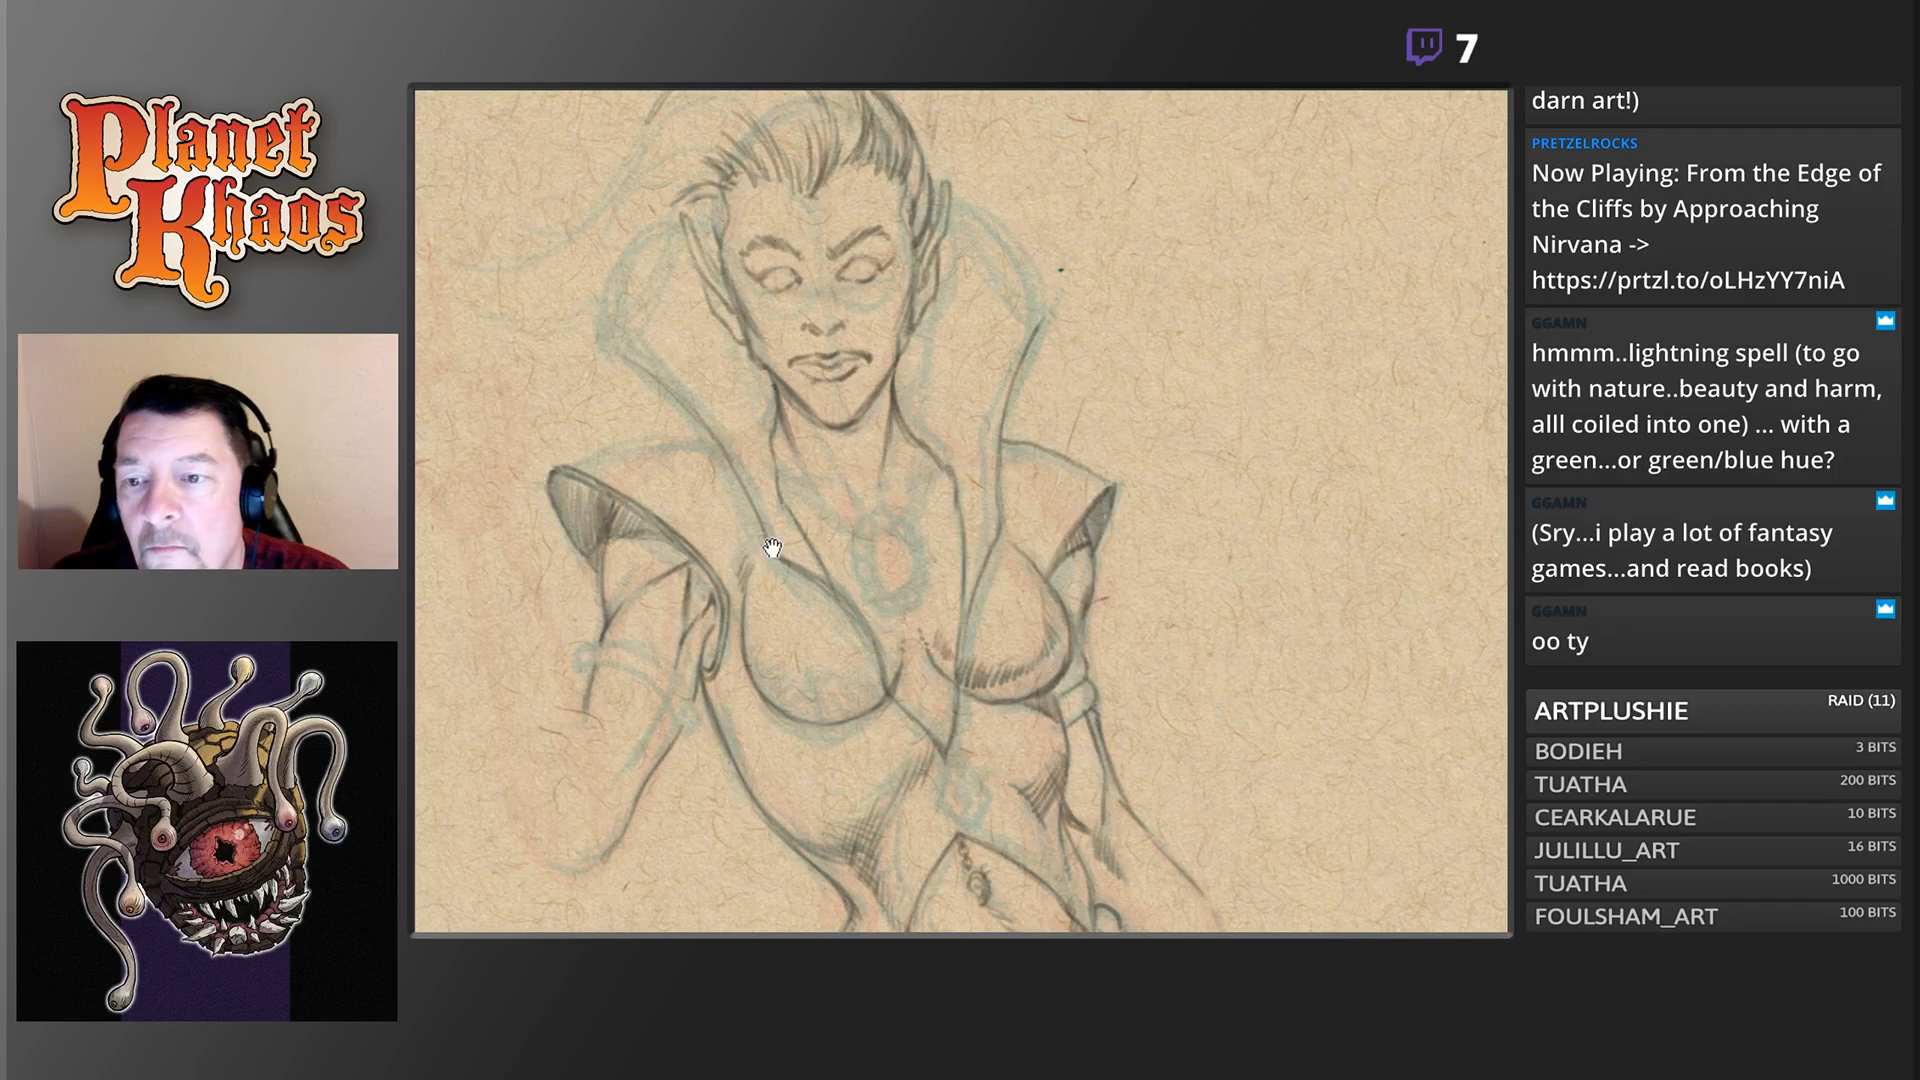 7
Planet
Khaos
darn art!)
PRETZELROCKS
Now Playing: From the Edge of
the Cliffs by Approaching
Nirvana ->
https://prtzl.to/oLHzYY7niA
GGAMN
hmmm..lightning spell (to go
with nature..beauty and harm,
alll coiled into one) ... with a
green...or green/blue hue?
GGAMN
(Sry...i play a lot of fantasy
games...and read books)
GGAMN
oo ty
ARTPLUSHIE RAID (11)
BODIEH 3 BITS
TUATHA 200 BITS
CEARKALARUE 10 BITS
JULILLU_ART 16 BITS
TUATHA 1000 BITS
FOULSHAM_ART 100 BITS